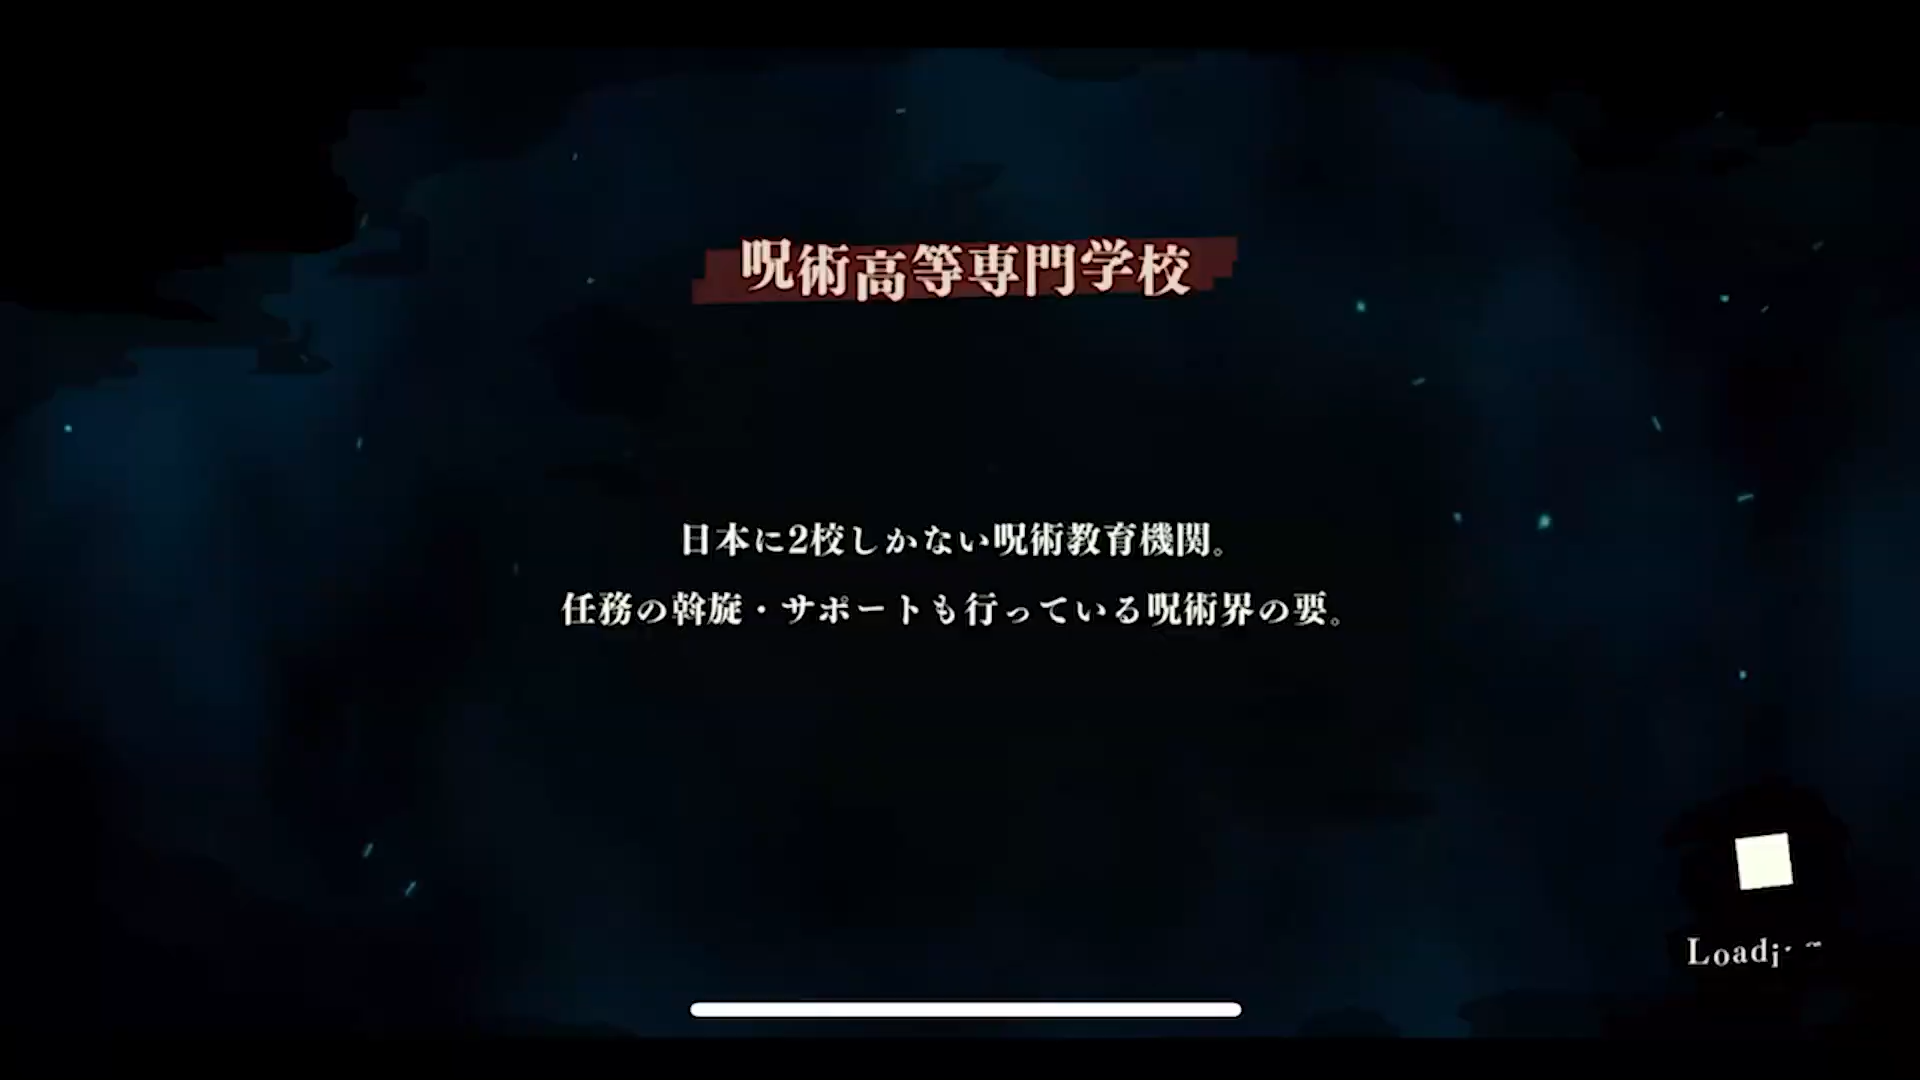 呪術高等専門学校
日本に2校しかない呪術教育機関。
任務の斡旋・サポートも行っている呪術界の要。